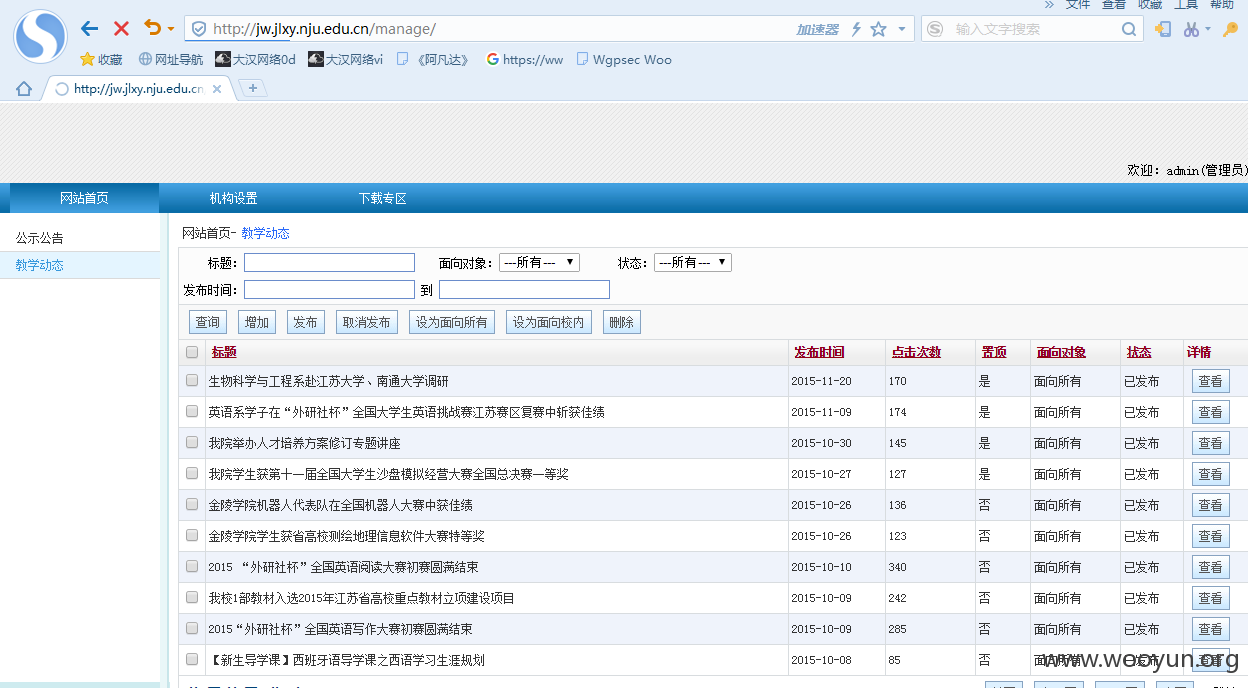 » 文件 查看 收藏 工具 帮助
http://jw.jlxy.nju.edu.cn/manage/ 加速器 输入文字搜索
收藏 网址导航 大汉网络0d 大汉网络vi 《阿凡达》 https://ww Wgpsec Woo
http://jw.jlxy.nju.edu.cn
欢迎：admin(管理员)
网站首页 机构设置 下载专区
公示公告
教学动态
网站首页- 教学动态
标题： 面向对象： ---所有--- 状态： ---所有---
发布时间： 到
查询 增加 发布 取消发布 设为面向所有 设为面向校内 删除
标题 发布时间 点击次数 置顶 面向对象 状态 详情
生物科学与工程系赴江苏大学、南通大学调研 2015-11-20 170 是 面向所有 已发布 查看
英语系学子在“外研社杯”全国大学生英语挑战赛江苏赛区复赛中斩获佳绩 2015-11-09 174 是 面向所有 已发布 查看
我院举办人才培养方案修订专题讲座 2015-10-30 145 是 面向所有 已发布 查看
我院学生获第十一届全国大学生沙盘模拟经营大赛全国总决赛一等奖 2015-10-27 127 是 面向所有 已发布 查看
金陵学院机器人代表队在全国机器人大赛中获佳绩 2015-10-26 136 否 面向所有 已发布 查看
金陵学院学生获省高校测绘地理信息软件大赛特等奖 2015-10-26 123 否 面向所有 已发布 查看
2015 “外研社杯”全国英语阅读大赛初赛圆满结束 2015-10-10 340 否 面向所有 已发布 查看
我校1部教材入选2015年江苏省高校重点教材立项建设项目 2015-10-09 242 否 面向所有 已发布 查看
2015“外研社杯”全国英语写作大赛初赛圆满结束 2015-10-09 285 否 面向所有 已发布 查看
【新生导学课】西班牙语导学课之西语学习生涯规划 2015-10-08 85 否 面向所有 已发布 查看
www.wooyun.org